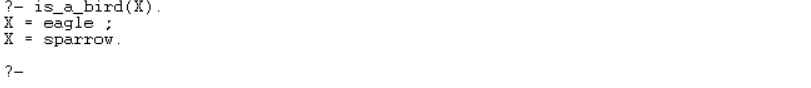 ?- is_a_bird(X).
X = eagle ;
X = sparrow.
?-